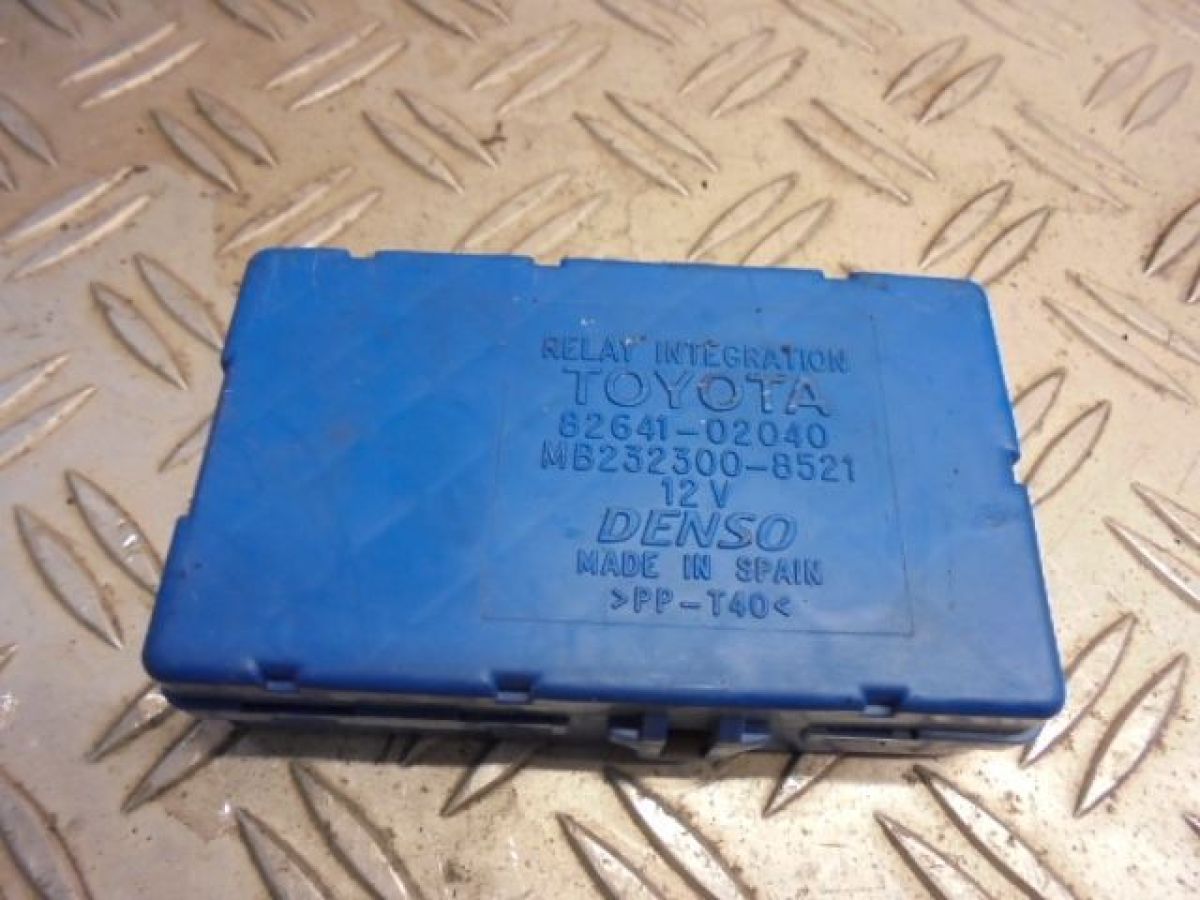 RELAY INTEGRATION
TOYOTA
82641-02040
MB232300-8521
12V
DENSO
MADE IN SPAIN
>PP-T40<